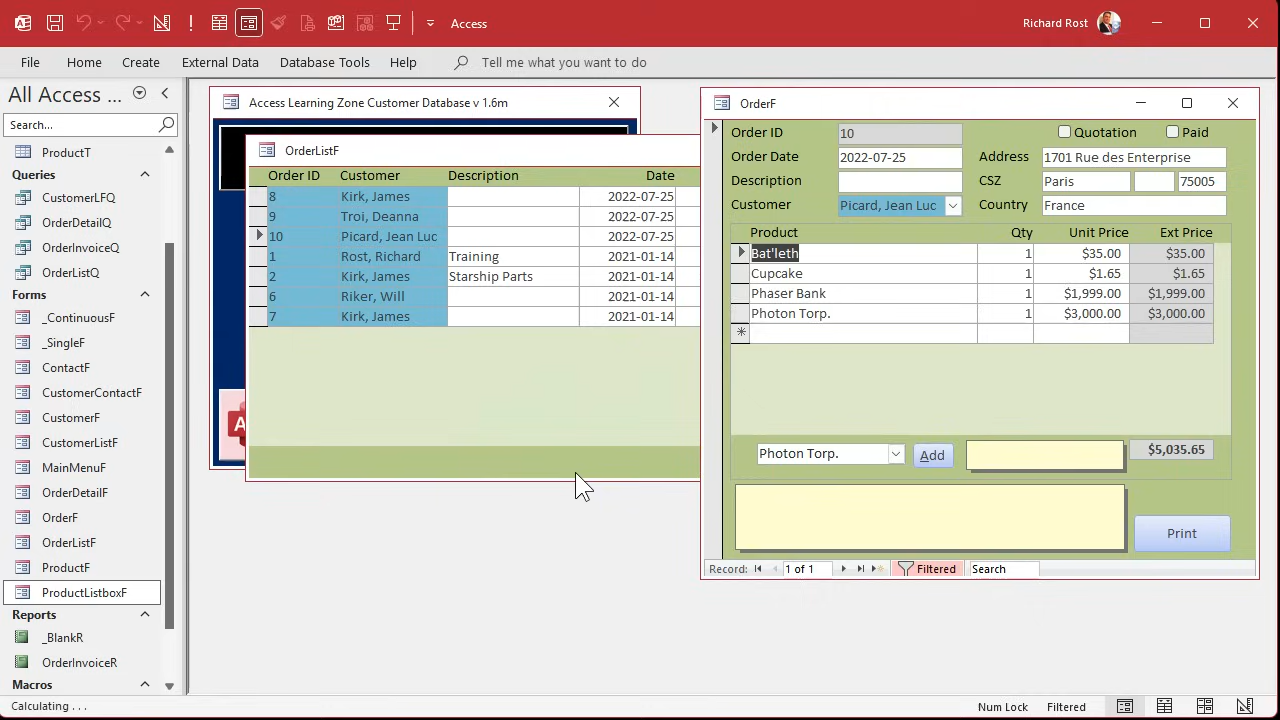 Access
Richard Rost
File Home Create External Data Database Tools Help Tell me what you want to do
All Access ...
Search...
ProductT
Queries
CustomerLFQ
OrderDetailQ
OrderInvoiceQ
OrderListQ
Forms
_ContinuousF
_SingleF
ContactF
CustomerContactF
CustomerF
CustomerListF
MainMenuF
OrderDetailF
OrderF
OrderListF
ProductF
ProductListboxF
Reports
_BlankR
OrderInvoiceR
Macros
Access Learning Zone Customer Database v 1.6m
OrderListF
Order ID Customer Description Date
8 Kirk, James 2022-07-25
9 Troi, Deanna 2022-07-25
10 Picard, Jean Luc 2022-07-25
1 Rost, Richard Training 2021-01-14
2 Kirk, James Starship Parts 2021-01-14
6 Riker, Will 2021-01-14
7 Kirk, James 2021-01-14
A
OrderF
Order ID 10 Quotation Paid
Order Date 2022-07-25 Address 1701 Rue des Enterprise
Description CSZ Paris 75005
Customer Picard, Jean Luc Country France
Product Qty Unit Price Ext Price
Bat'leth 1 $35.00 $35.00
Cupcake 1 $1.65 $1.65
Phaser Bank 1 $1,999.00 $1,999.00
Photon Torp. 1 $3,000.00 $3,000.00
Photon Torp. Add $5,035.65
Print
Record: 1 of 1 Filtered Search
Calculating . . . Num Lock Filtered